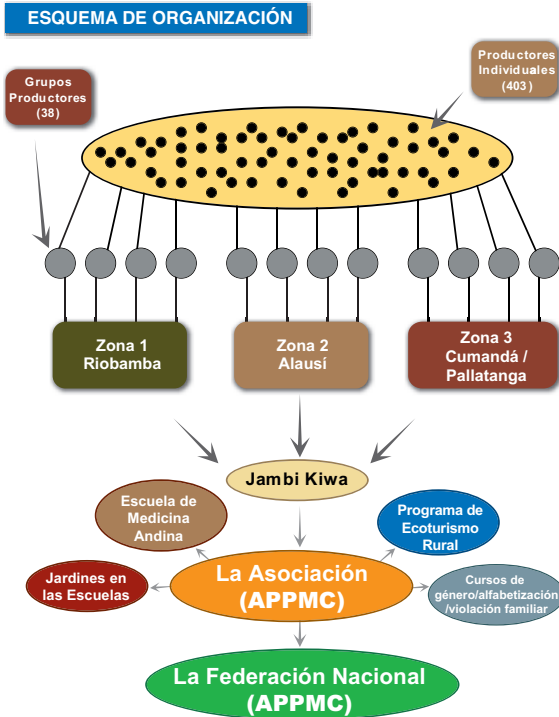 ESQUEMA DE ORGANIZACIÓN
Productores
Individuales
(403)
Grupos
Productores
(38)
Zona 1
Riobamba
Zona 2
Alausí
Zona 3
Cumandá /
Pallatanga
Jambi Kiwa
Escuela de
Medicina
Andina
Programa de
Ecoturismo
Rural
La Asociación
(APPMC)
Jardines en
las Escuelas
Cursos de
género/alfabetización
/violación familiar
La Federación Nacional
(APPMC)